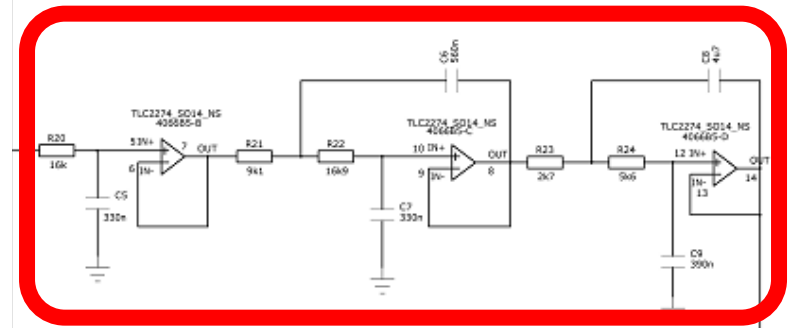 C6
560n
C8
4u7
TLC2274_SO14_NS
406685-B
TLC2274_SO14_NS
406685-C
TLC2274_SO14_NS
406685-D
R20
16k
5 IN+
6 IN-
7 OUT
R21
9k1
R22
16k9
10 IN+
9 IN-
OUT
8
R23
2k7
R24
5k6
12 IN+
IN-
13
OUT
14
C5
330n
C7
330n
C9
390n